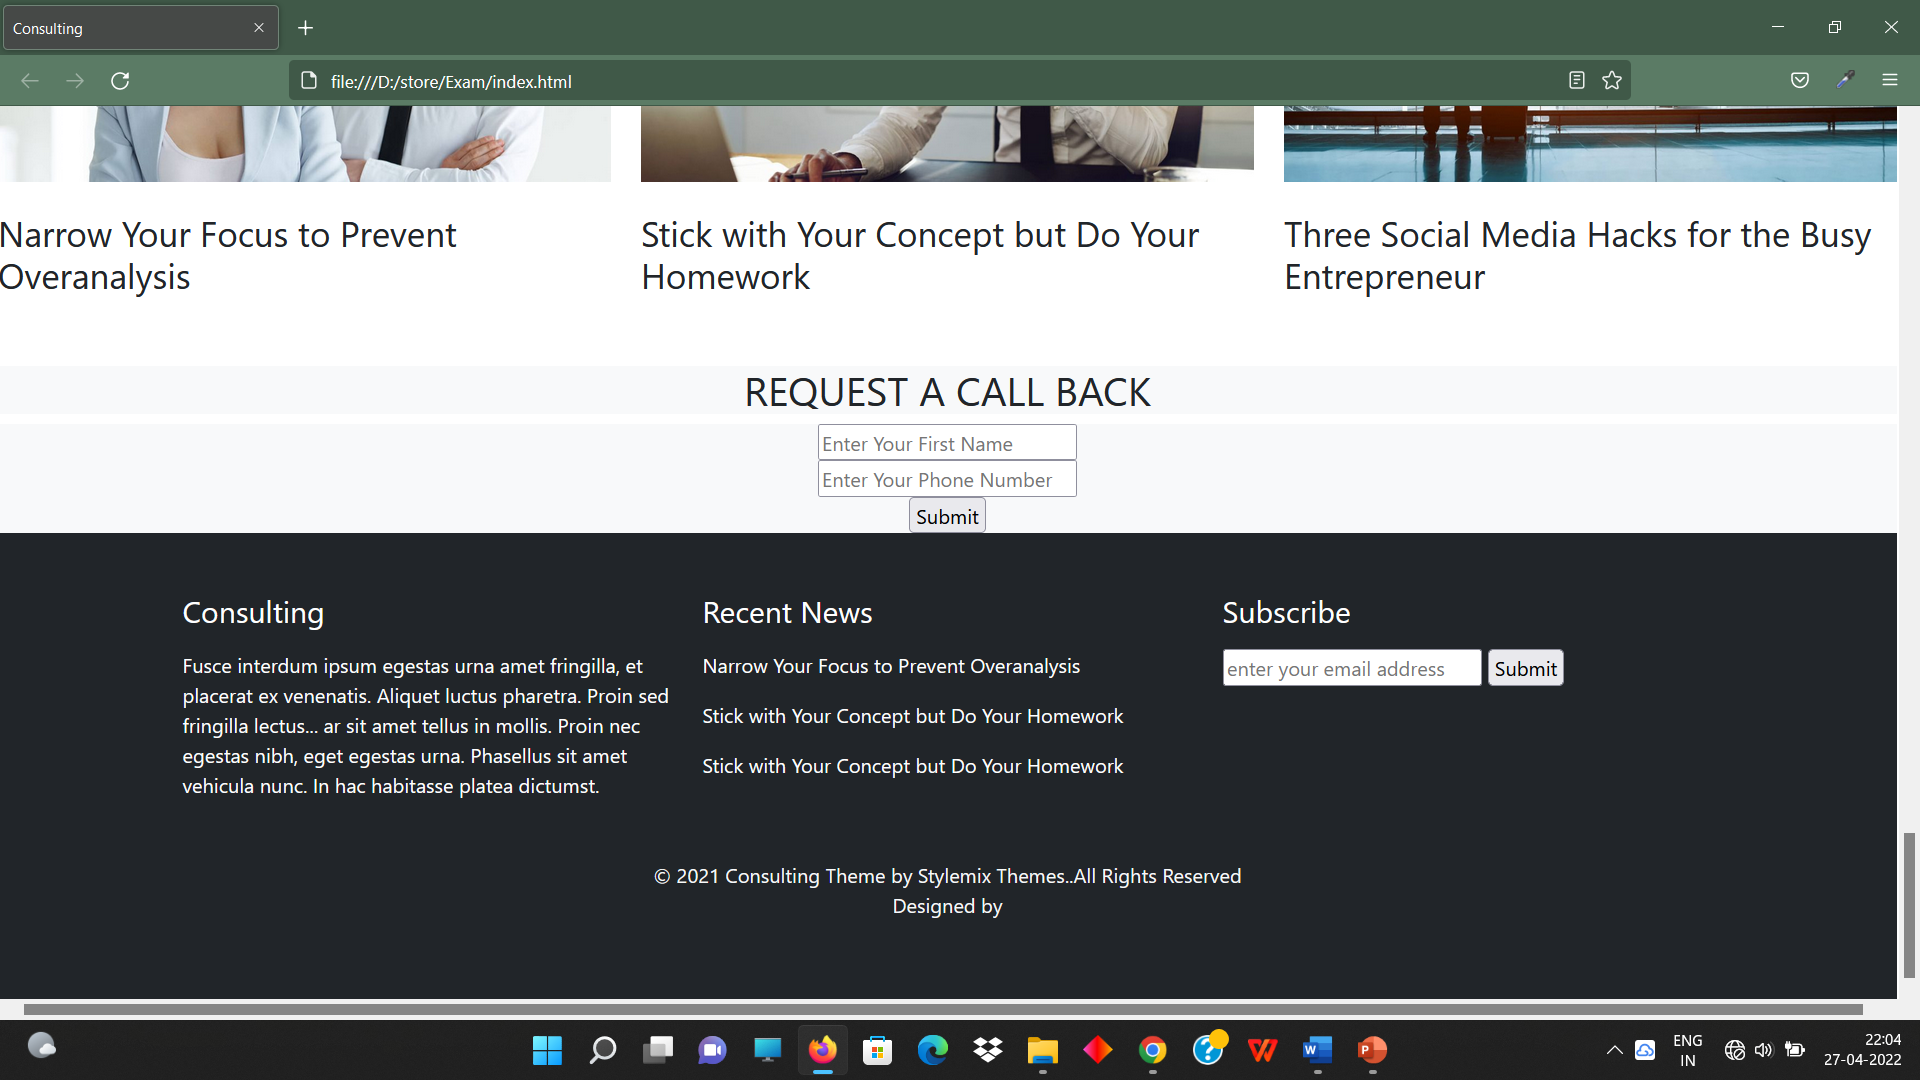 Consulting
file:///D:/store/Exam/index.html
Narrow Your Focus to Prevent
Overanalysis
Stick with Your Concept but Do Your
Homework
Three Social Media Hacks for the Busy
Entrepreneur
REQUEST A CALL BACK
Enter Your First Name
Enter Your Phone Number
Submit
Consulting
Fusce interdum ipsum egestas urna amet fringilla, et
placerat ex venenatis. Aliquet luctus pharetra. Proin sed
fringilla lectus... ar sit amet tellus in mollis. Proin nec
egestas nibh, eget egestas urna. Phasellus sit amet
vehicula nunc. In hac habitasse platea dictumst.
Recent News
Narrow Your Focus to Prevent Overanalysis
Stick with Your Concept but Do Your Homework
Stick with Your Concept but Do Your Homework
Subscribe
enter your email address Submit
© 2021 Consulting Theme by Stylemix Themes..All Rights Reserved
Designed by
ENG
IN
22:04
27-04-2022